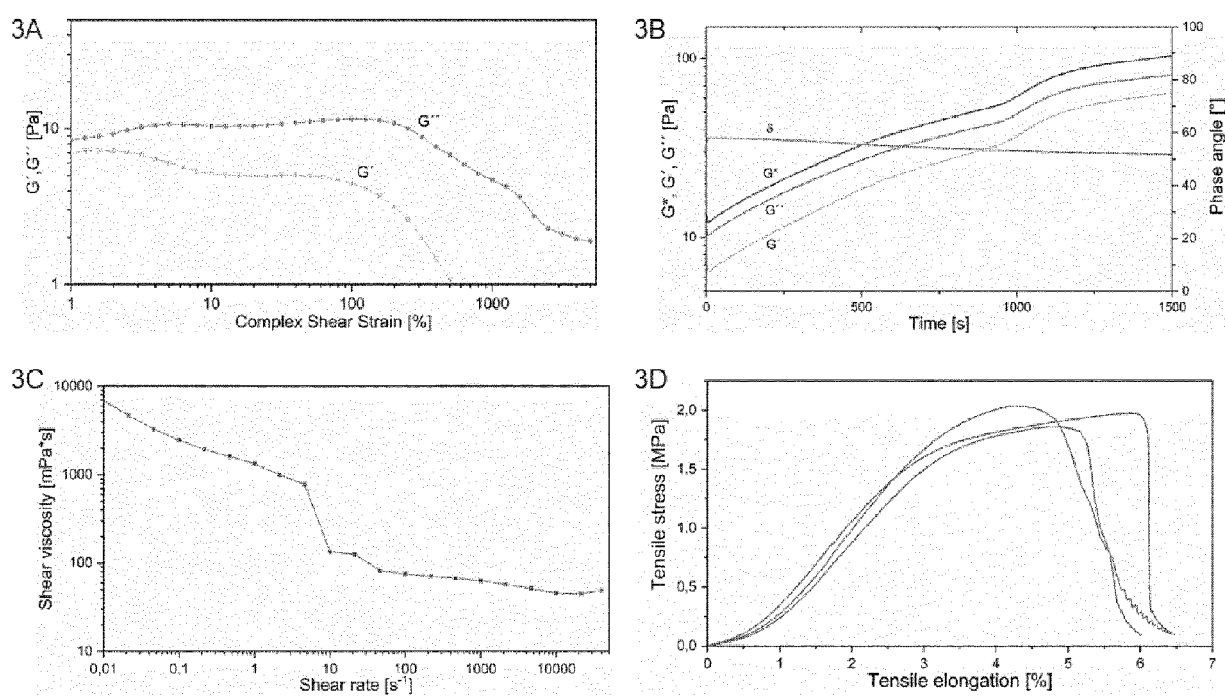 3A
G´,G´´ [Pa]
10
1
G´´
G´
1
10
100
1000
Complex Shear Strain [%]
3B
G*, G´, G´´ [Pa]
100
10
δ
G*
G´´
G
0
500
1000
1500
Time [s]
100
80
60
40
20
0
Phase angle [°]
3C
Shear viscosity [mPa*s]
10000
1000
100
10
0,01
0,1
1
10
100
1000
10000
Shear rate [s⁻¹]
3D
Tensile stress [MPa]
2,0
1,5
1,0
0,5
0,0
0
1
2
3
4
5
6
7
Tensile elongation [%]